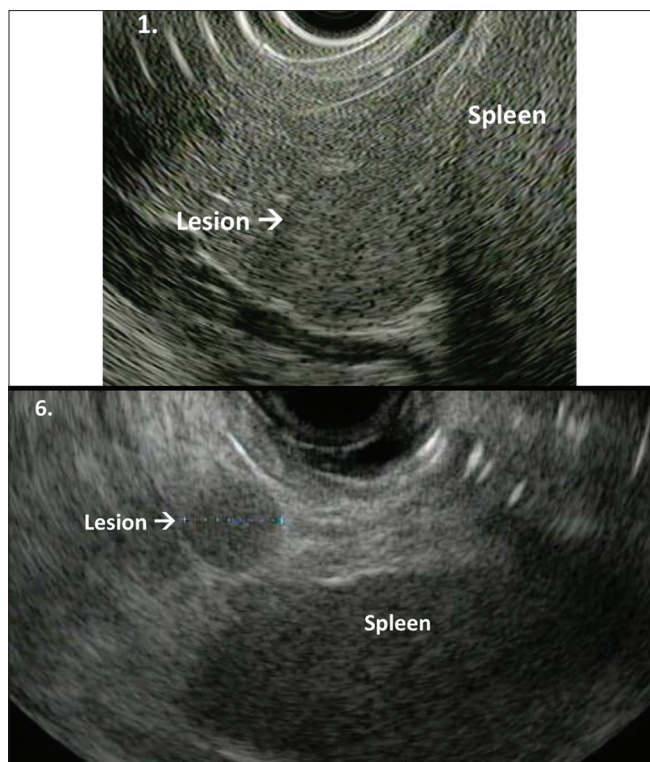 1.
Spleen
Lesion →
6.
Lesion →
Spleen